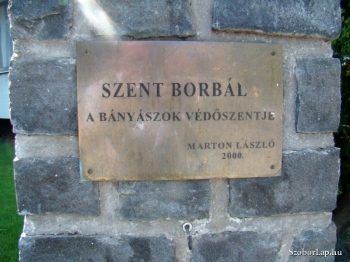 SZENT BORBÁL
A BÁNYÁSZOK VÉDŐSZENTJE
MARTON LÁSZLÓ
2000.
SzoborLap.hu